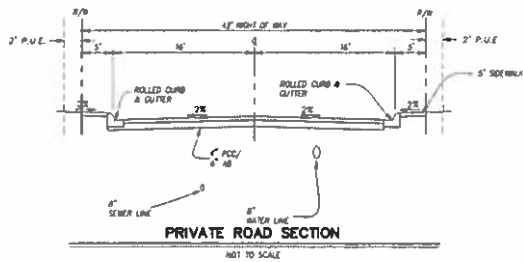 R/W
R/W
42' RIGHT OF WAY
2' P.U.E.
2' P.U.E
5'
16'
16'
5'
5' SIDEWALK
ROLLED CURB
& GUTTER
ROLLED CURB &
GUTTER
2%
2%
2%
2%
PCC/
AB
8"
SEWER LINE
8"
WATER LINE
PRIVATE ROAD SECTION
NOT TO SCALE